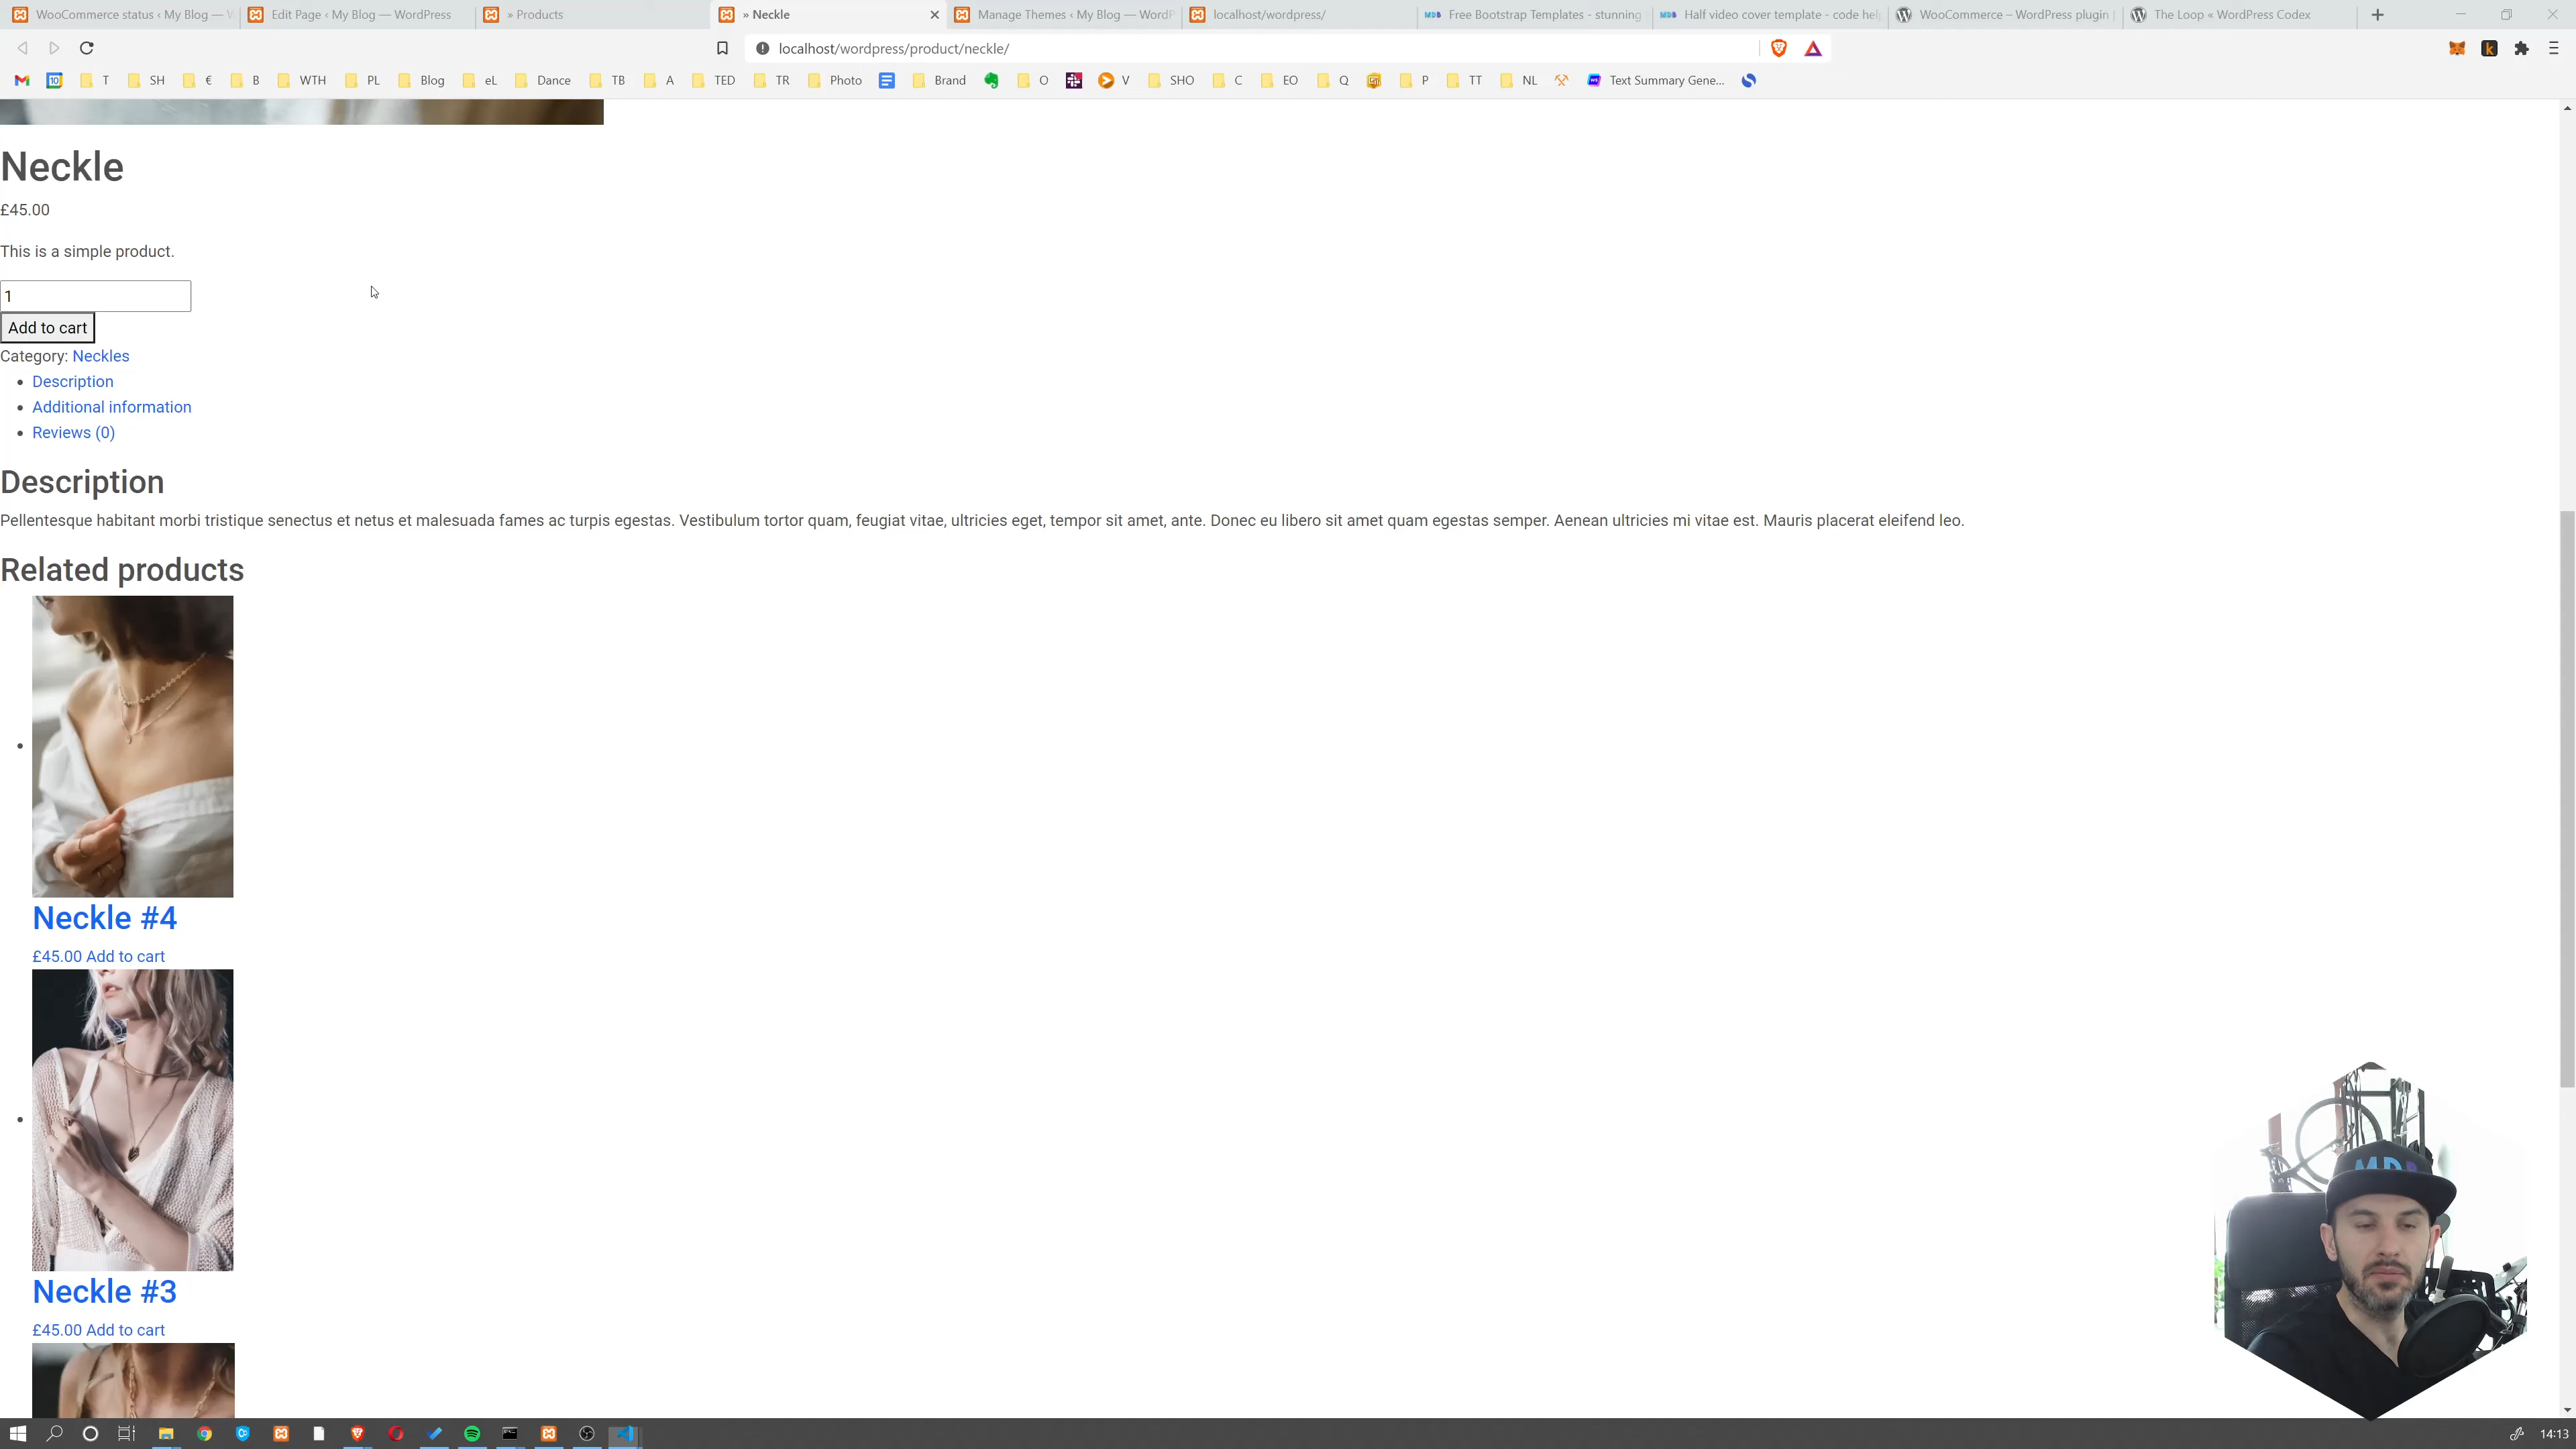 WooCommerce status ‹ My Blog — W
Edit Page ‹ My Blog — WordPress
» Products
» Neckle
Manage Themes ‹ My Blog — WordP
localhost/wordpress/
Free Bootstrap Templates - stunning
Half video cover template - code hel
WooCommerce – WordPress plugin
The Loop « WordPress Codex
localhost/wordpress/product/neckle/
10
T
SH
€
B
WTH
PL
Blog
eL
Dance
TB
A
TED
TR
Photo
Brand
O
V
SHO
C
EO
Q
P
TT
NL
Text Summary Gene...
Neckle
£45.00
This is a simple product.
1
Add to cart
Category: Neckles
Description
Additional information
Reviews (0)
Description
Pellentesque habitant morbi tristique senectus et netus et malesuada fames ac turpis egestas. Vestibulum tortor quam, feugiat vitae, ultricies eget, tempor sit amet, ante. Donec eu libero sit amet quam egestas semper. Aenean ultricies mi vitae est. Mauris placerat eleifend leo.
Related products
Neckle #4
£45.00 Add to cart
Neckle #3
£45.00 Add to cart
MDB
14:13